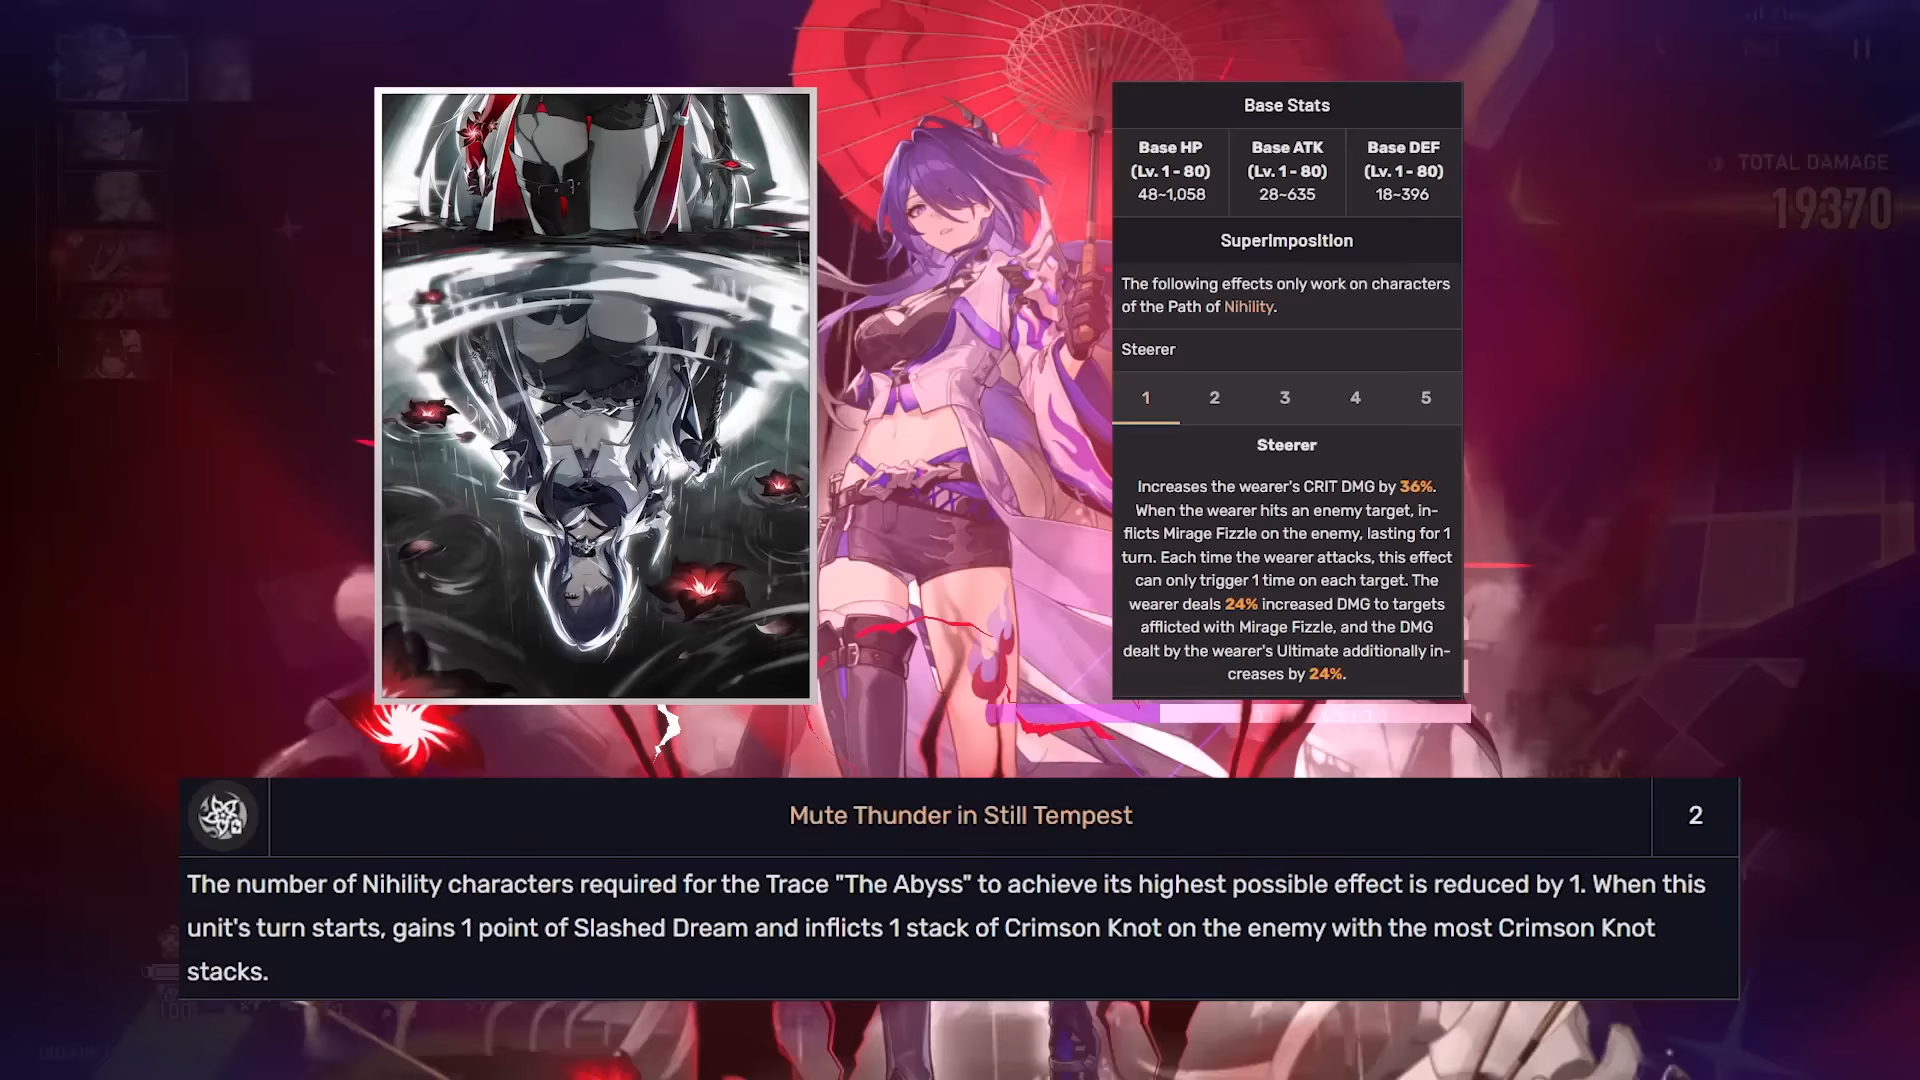 TOTAL DAMAGE
19370
Base Stats
Base HP
(Lv. 1 - 80)
48~1,058
Base ATK
(Lv. 1 - 80)
28~635
Base DEF
(Lv. 1 - 80)
18~396
Superimposition
The following effects only work on characters
of the Path of Nihility.
Steerer
1 2 3 4 5
Steerer
Increases the wearer's CRIT DMG by 36%.
When the wearer hits an enemy target, in-
flicts Mirage Fizzle on the enemy, lasting for 1
turn. Each time the wearer attacks, this effect
can only trigger 1 time on each target. The
wearer deals 24% increased DMG to targets
afflicted with Mirage Fizzle, and the DMG
dealt by the wearer's Ultimate additionally in-
creases by 24%.
Mute Thunder in Still Tempest
2
The number of Nihility characters required for the Trace "The Abyss" to achieve its highest possible effect is reduced by 1. When this
unit's turn starts, gains 1 point of Slashed Dream and inflicts 1 stack of Crimson Knot on the enemy with the most Crimson Knot
stacks.